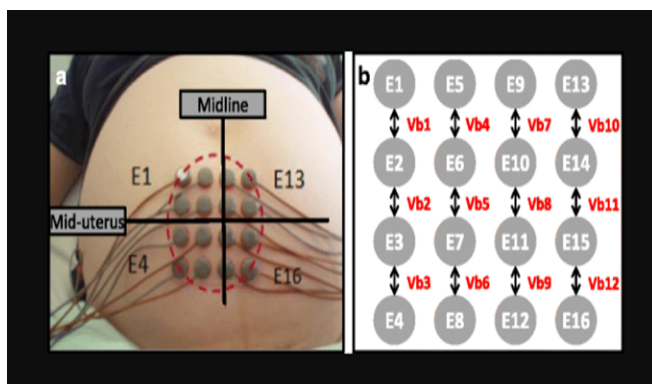 a
Midline
E1
E13
Mid-uterus
E4
E16
b
E1 E5 E9 E13
Vb1 Vb4 Vb7 Vb10
E2 E6 E10 E14
Vb2 Vb5 Vb8 Vb11
E3 E7 E11 E15
Vb3 Vb6 Vb9 Vb12
E4 E8 E12 E16